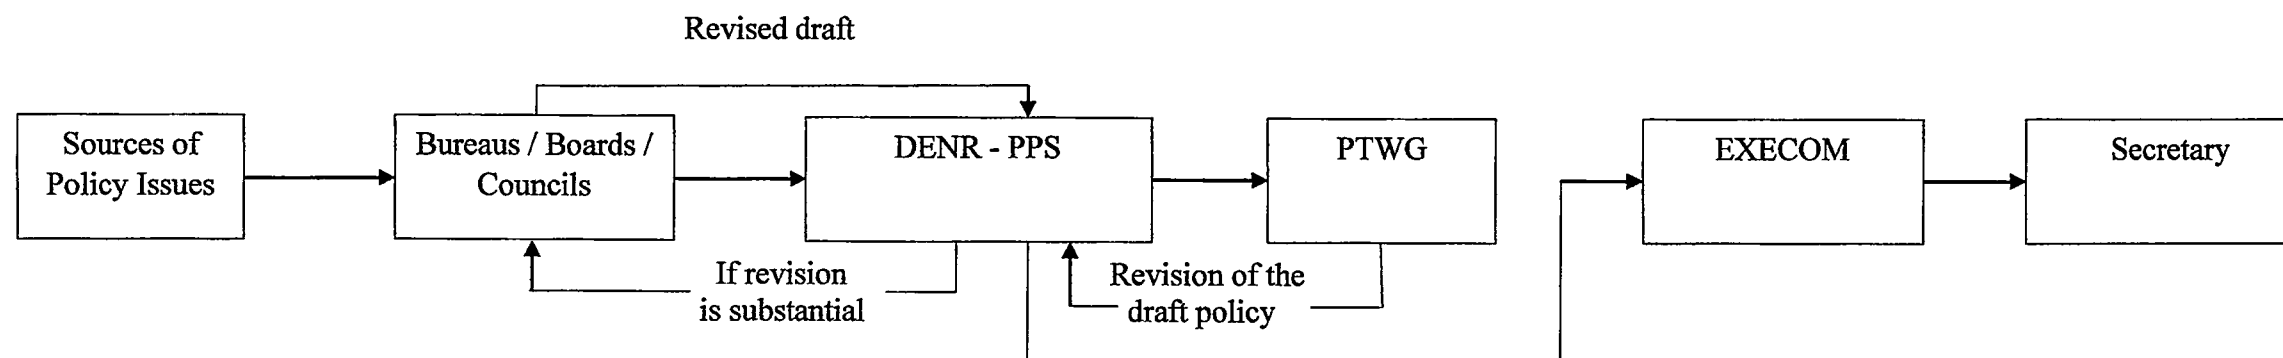 Revised draft
Sources of
Policy Issues
Bureaus / Boards /
Councils
DENR - PPS
PTWG
EXECOM
Secretary
If revision
is substantial
Revision of the
draft policy